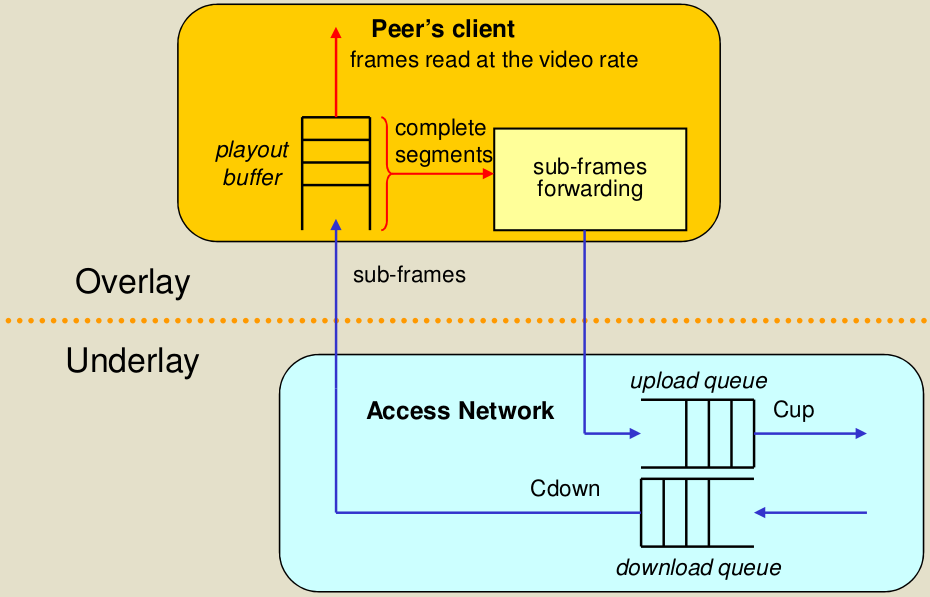 Peer's client
frames read at the video rate
complete
segments
playout
buffer
sub-frames
forwarding
sub-frames
Overlay
Underlay
upload queue
Access Network
Cup
Cdown
download queue